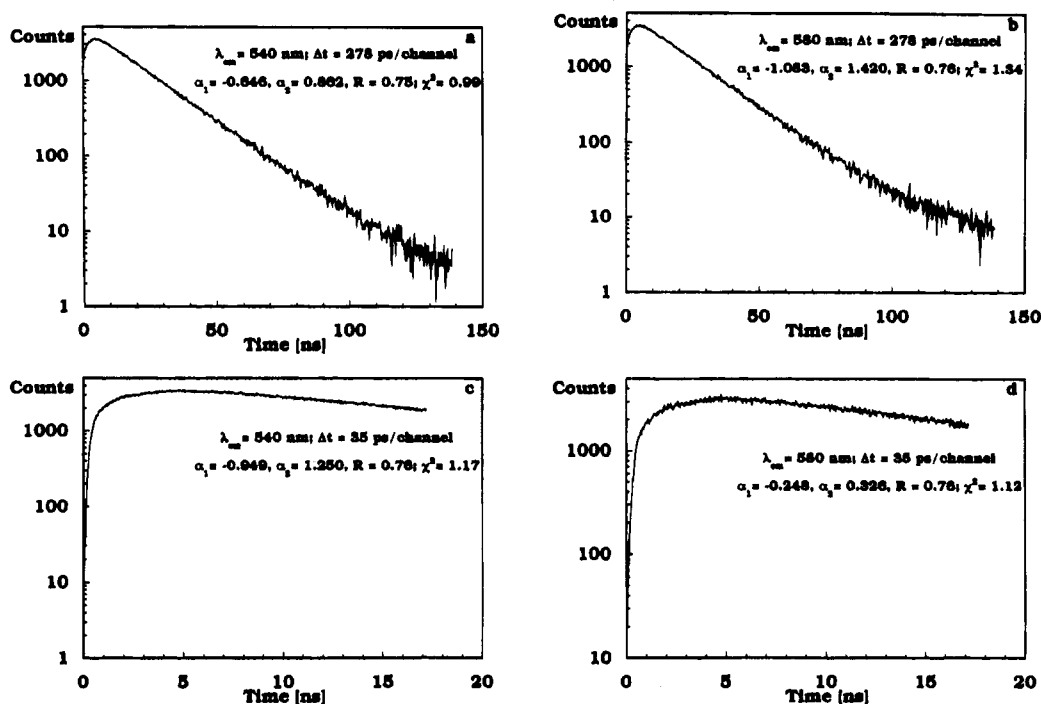 Counts
a
λem= 540 nm; Δt = 278 ps/channel
α1= -0.646, α2= 0.862, R = 0.75; χ2= 0.99
1000
100
10
1
0 50 100 150
Time [ns]
Counts
b
λem= 580 nm; Δt = 278 ps/channel
α1= -1.083, α2= 1.420, R = 0.76; χ2= 1.34
1000
100
10
1
0 50 100 150
Time [ns]
Counts
c
λem= 540 nm; Δt = 35 ps/channel
α1= -0.949, α2= 1.250, R = 0.76; χ2= 1.17
1000
100
10
1
0 5 10 15 20
Time [ns]
Counts
d
λem= 580 nm; Δt = 35 ps/channel
α1= -0.248, α2= 0.326, R = 0.76; χ2= 1.12
1000
100
10
0 5 10 15 20
Time [ns]